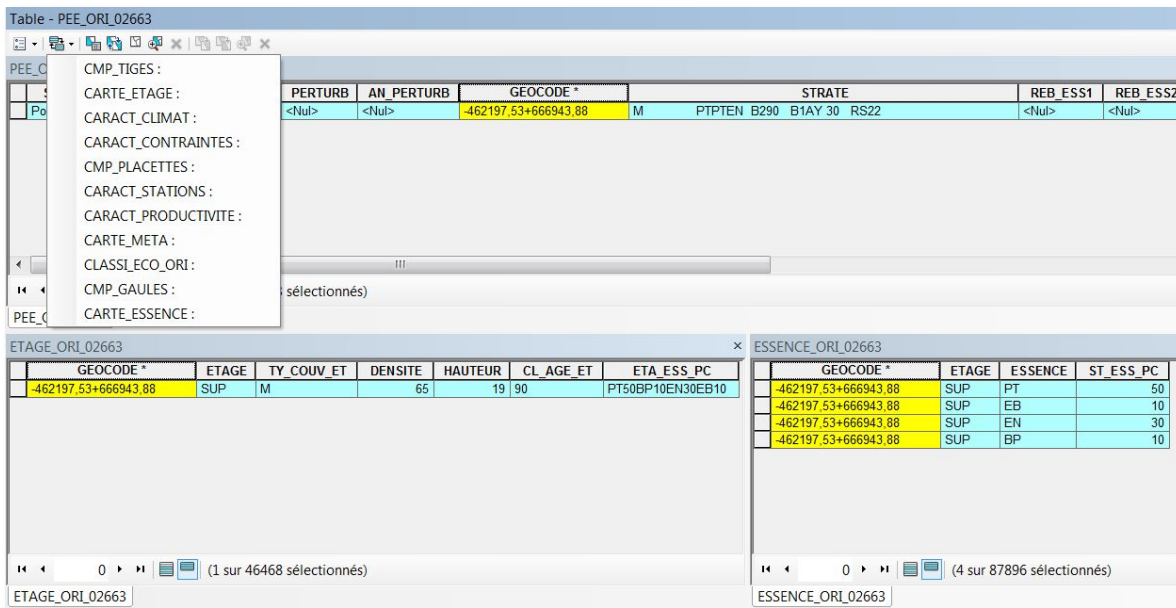 Table - PEE_ORI_02663
CMP_TIGES :
CARTE_ETAGE :
CARACT_CLIMAT :
CARACT_CONTRAINTES :
CMP_PLACETTES :
CARACT_STATIONS :
CARACT_PRODUCTIVITE :
CARTE_META :
CLASSI_ECO_ORI :
CMP_GAULES :
CARTE_ESSENCE :
PERTURB AN_PERTURB GEOCODE * STRATE REB_ESS1 REB_ESS2
Po <Nul> <Nul> -462197,53+666943,88 M PTPTEN B290 B1AY 30 RS22 <Nul> <Nul>
sélectionnés)
ETAGE_ORI_02663
GEOCODE * ETAGE TY_COUV_ET DENSITE HAUTEUR CL_AGE_ET ETA_ESS_PC
-462197,53+666943,88 SUP M 65 19 90 PT50BP10EN30EB10
0 (1 sur 46468 sélectionnés)
ETAGE_ORI_02663
ESSENCE_ORI_02663
GEOCODE * ETAGE ESSENCE ST_ESS_PC
-462197,53+666943,88 SUP PT 50
-462197,53+666943,88 SUP EB 10
-462197,53+666943,88 SUP EN 30
-462197,53+666943,88 SUP BP 10
0 (4 sur 87896 sélectionnés)
ESSENCE_ORI_02663